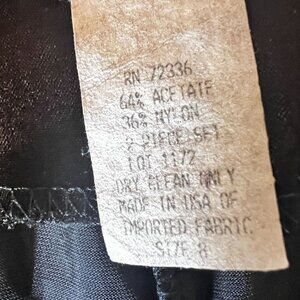 RN 72336
64% ACETATE
36% NYLON
2 PIECE SET
LOT 1172
DRY CLEAN ONLY
MADE IN USA OF
IMPORTED FABRIC
SIZE 8